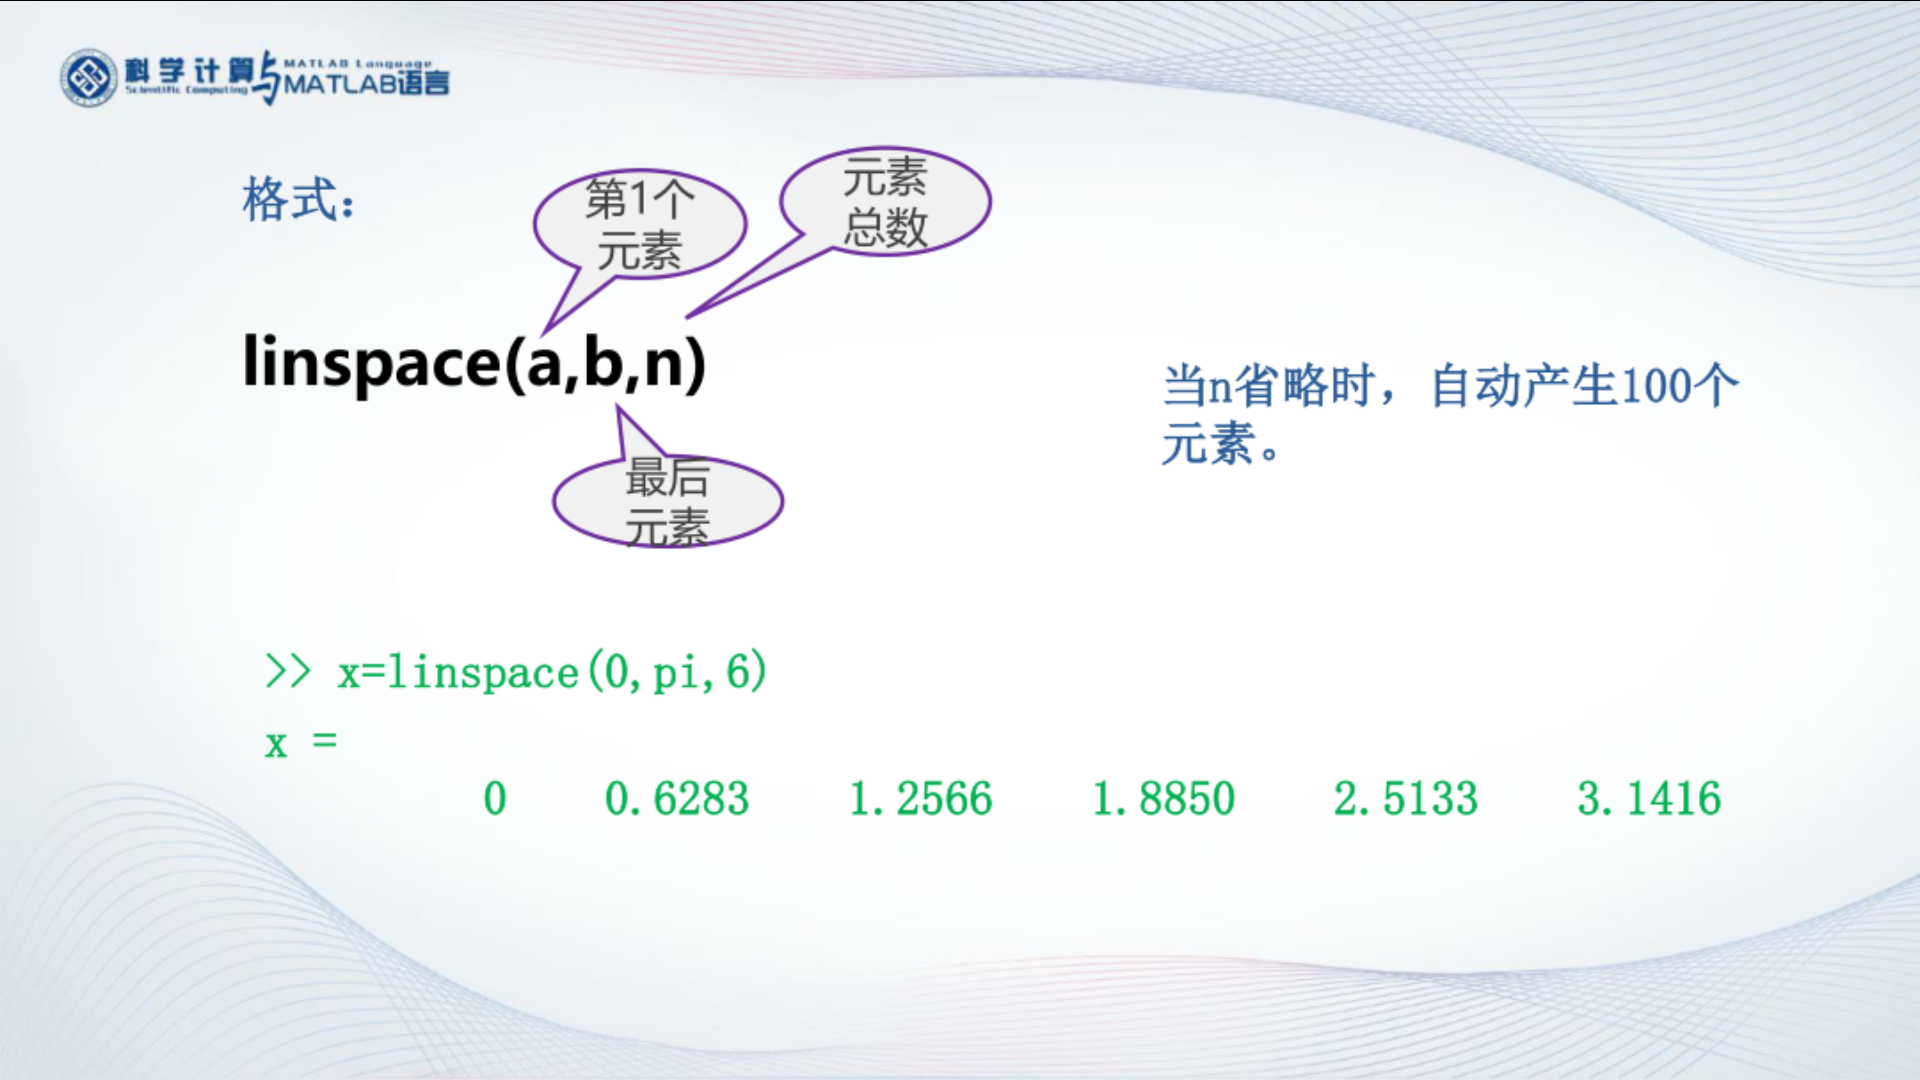 科学计算与MATLAB语言
Scientific Computing
MATLAB Language
格式：
第1个
元素
元素
总数
linspace(a,b,n)
当n省略时，自动产生100个
元素。
最后
元素
>> x=linspace(0,pi,6)
x =
0 0.6283 1.2566 1.8850 2.5133 3.1416